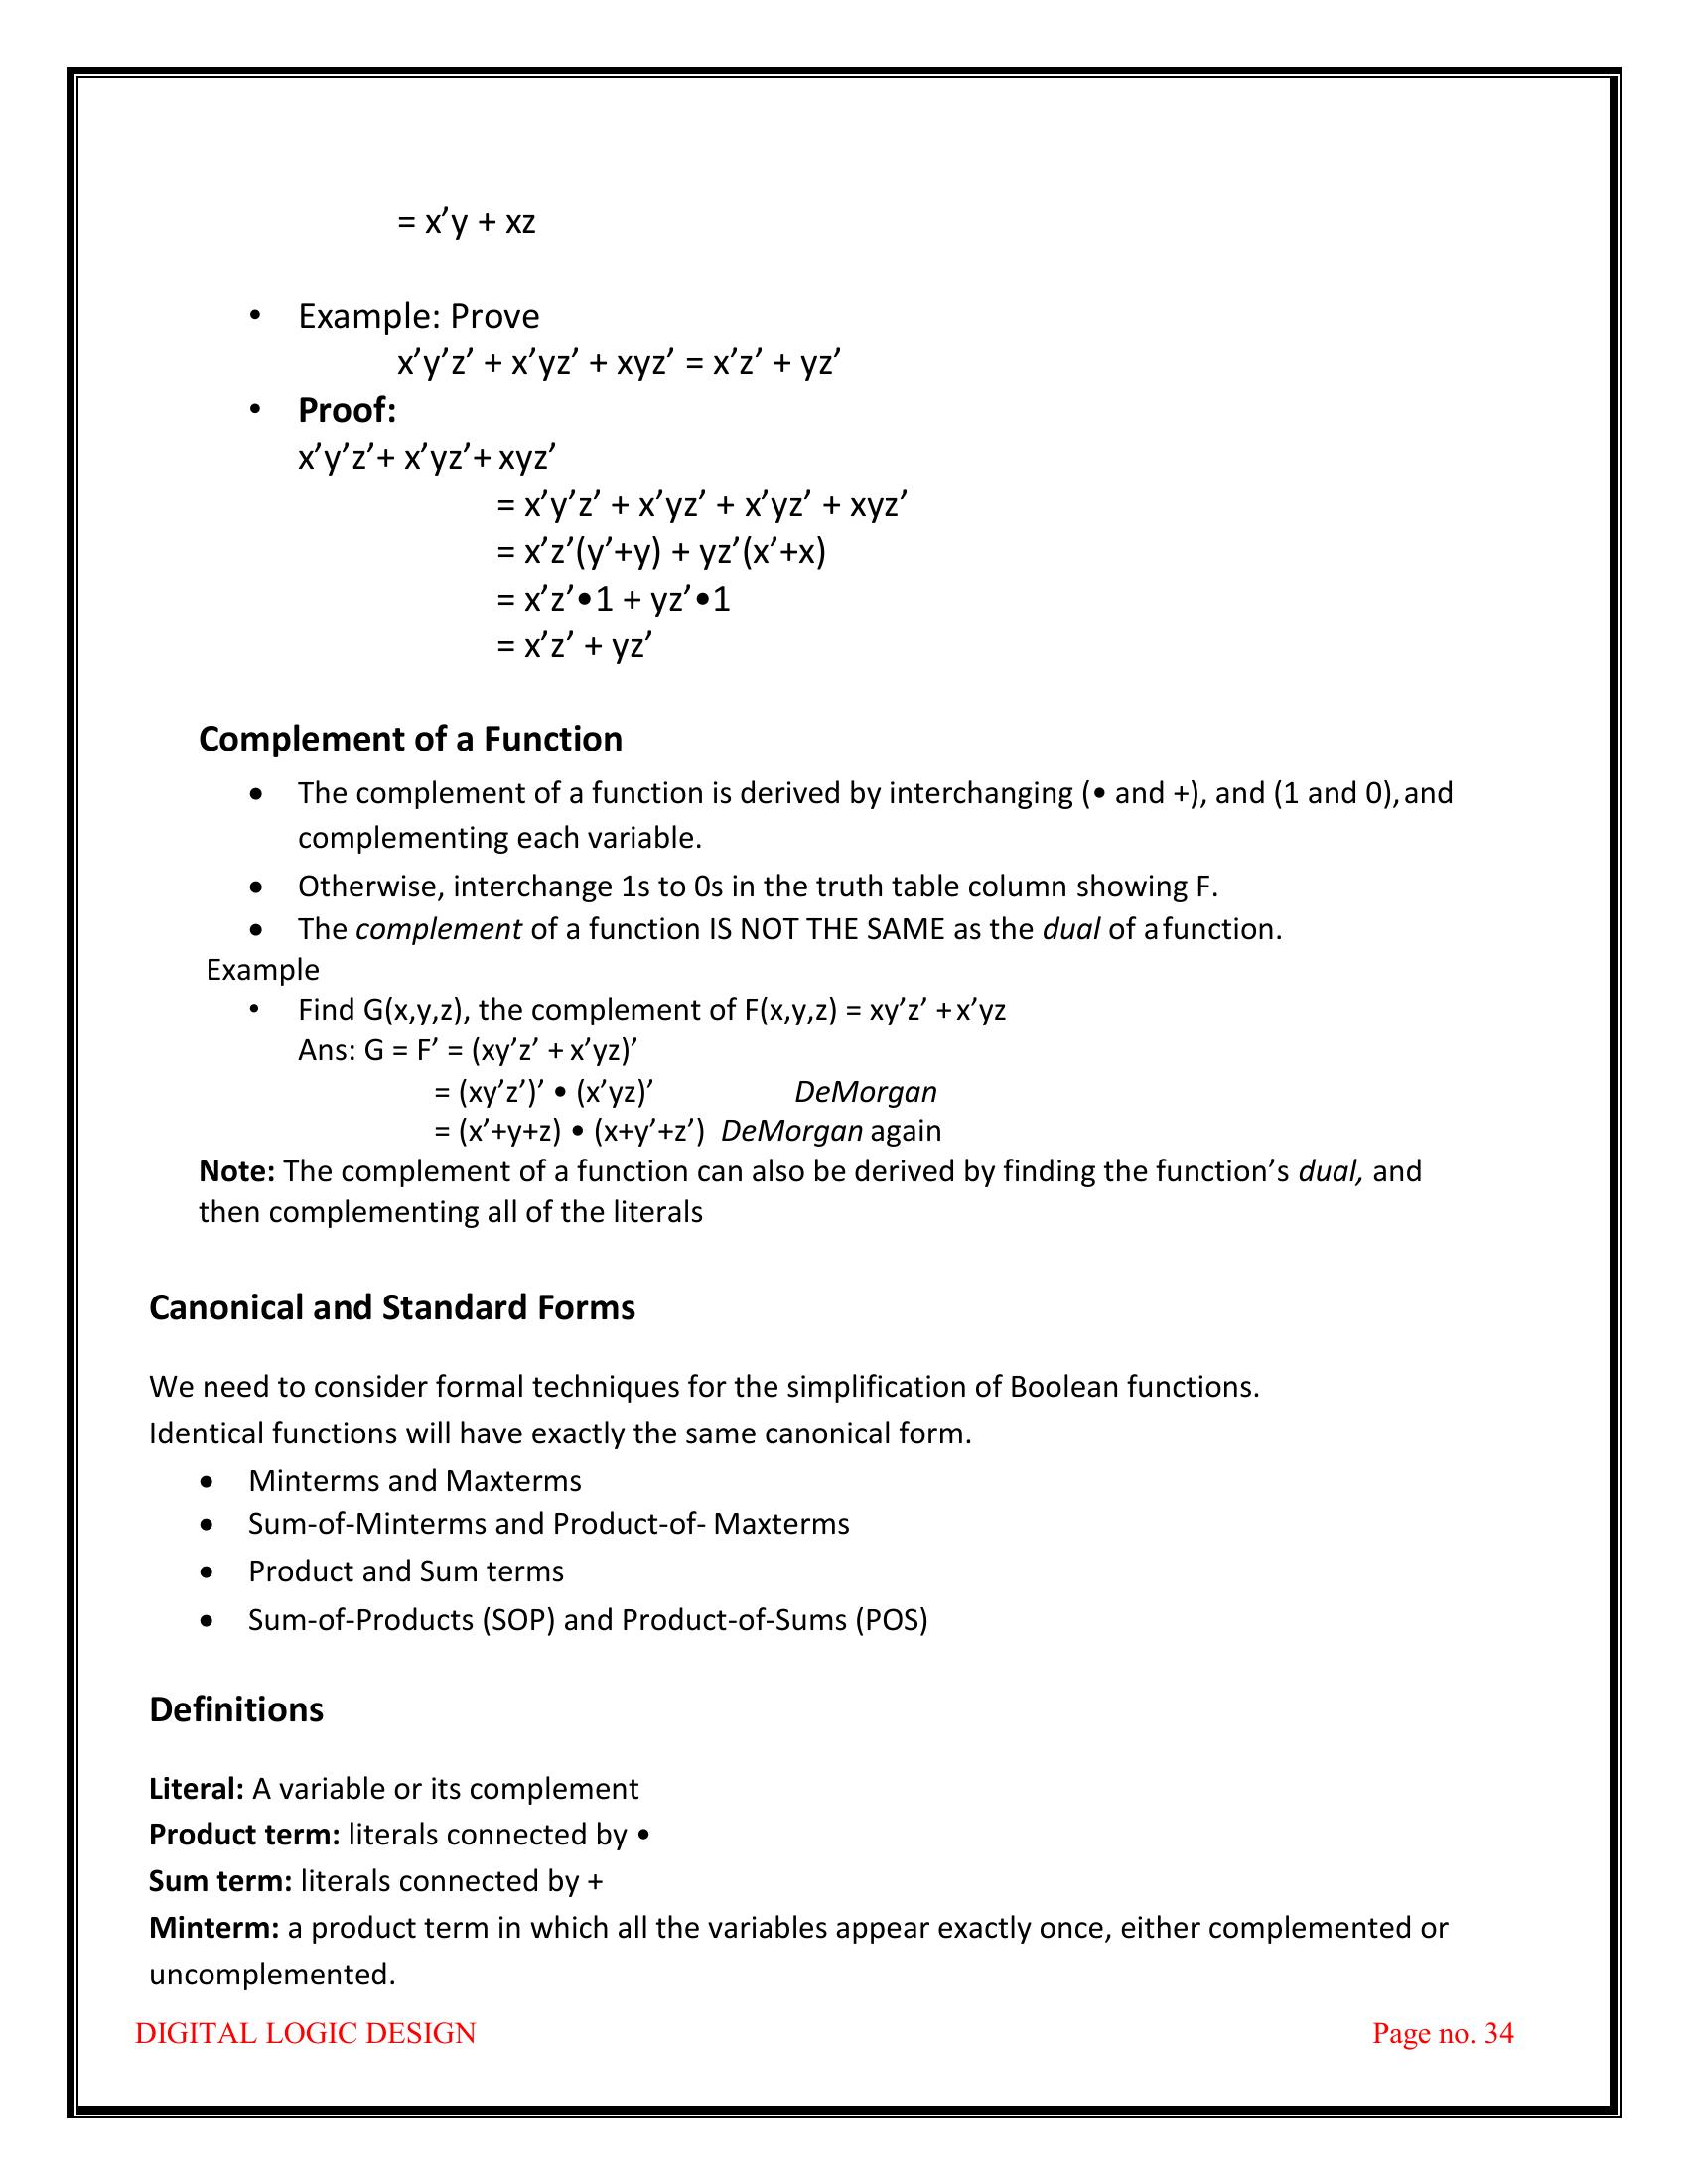 = x’y + xz
• Example: Prove
x’y’z’ + x’yz’ + xyz’ = x’z’ + yz’
• Proof:
x’y’z’+ x’yz’+ xyz’
= x’y’z’ + x’yz’ + x’yz’ + xyz’
= x’z’(y’+y) + yz’(x’+x)
= x’z’•1 + yz’•1
= x’z’ + yz’
Complement of a Function
• The complement of a function is derived by interchanging (• and +), and (1 and 0), and
complementing each variable.
• Otherwise, interchange 1s to 0s in the truth table column showing F.
• The complement of a function IS NOT THE SAME as the dual of a function.
Example
• Find G(x,y,z), the complement of F(x,y,z) = xy’z’ + x’yz
Ans: G = F’ = (xy’z’ + x’yz)’
= (xy’z’)’ • (x’yz)’ DeMorgan
= (x’+y+z) • (x+y’+z’) DeMorgan again
Note: The complement of a function can also be derived by finding the function’s dual, and
then complementing all of the literals
Canonical and Standard Forms
We need to consider formal techniques for the simplification of Boolean functions.
Identical functions will have exactly the same canonical form.
• Minterms and Maxterms
• Sum-of-Minterms and Product-of- Maxterms
• Product and Sum terms
• Sum-of-Products (SOP) and Product-of-Sums (POS)
Definitions
Literal: A variable or its complement
Product term: literals connected by •
Sum term: literals connected by +
Minterm: a product term in which all the variables appear exactly once, either complemented or
uncomplemented.
DIGITAL LOGIC DESIGN Page no. 34